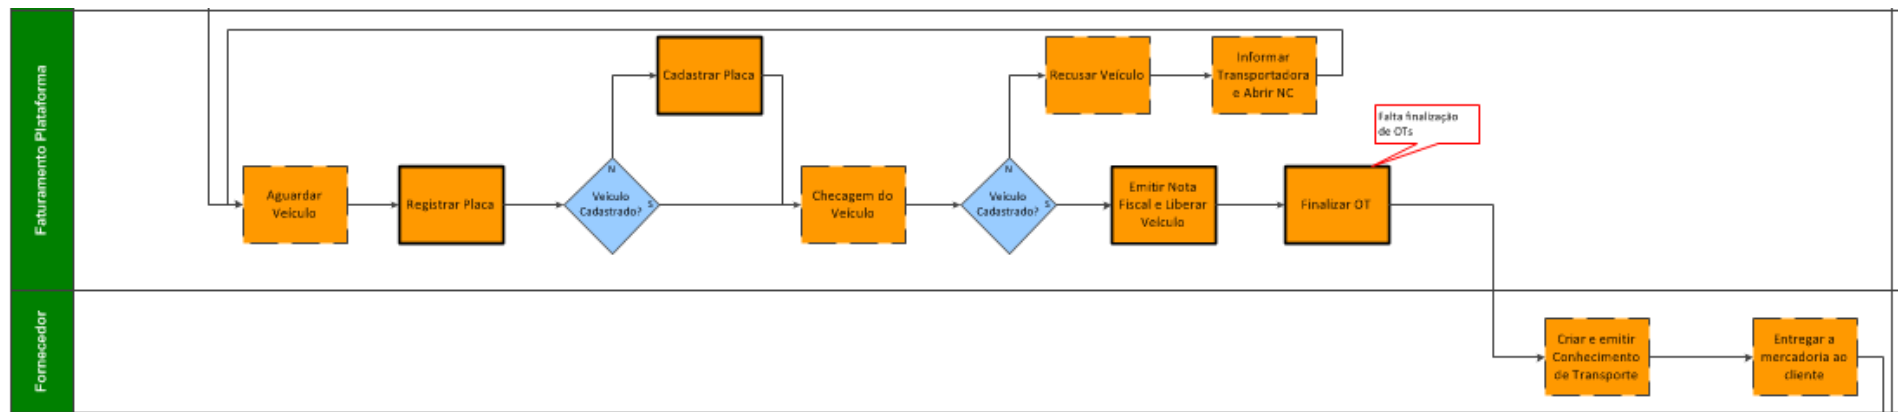 Faturamento Plataforma
Cadastrar Placa
Recusar Veículo
Informar
Transportadora
e Abrir NC
Falta finalização
de OTs
Aguardar
Veículo
Registrar Placa
N
Veiculo
Cadastrado?
S
Checagem do
Veículo
N
Veiculo
Cadastrado?
S
Emitir Nota
Fiscal e Liberar
Veículo
Finalizar OT
Fornecedor
Criar e emitir
Conhecimento
de Transporte
Entregar a
mercadoria ao
cliente